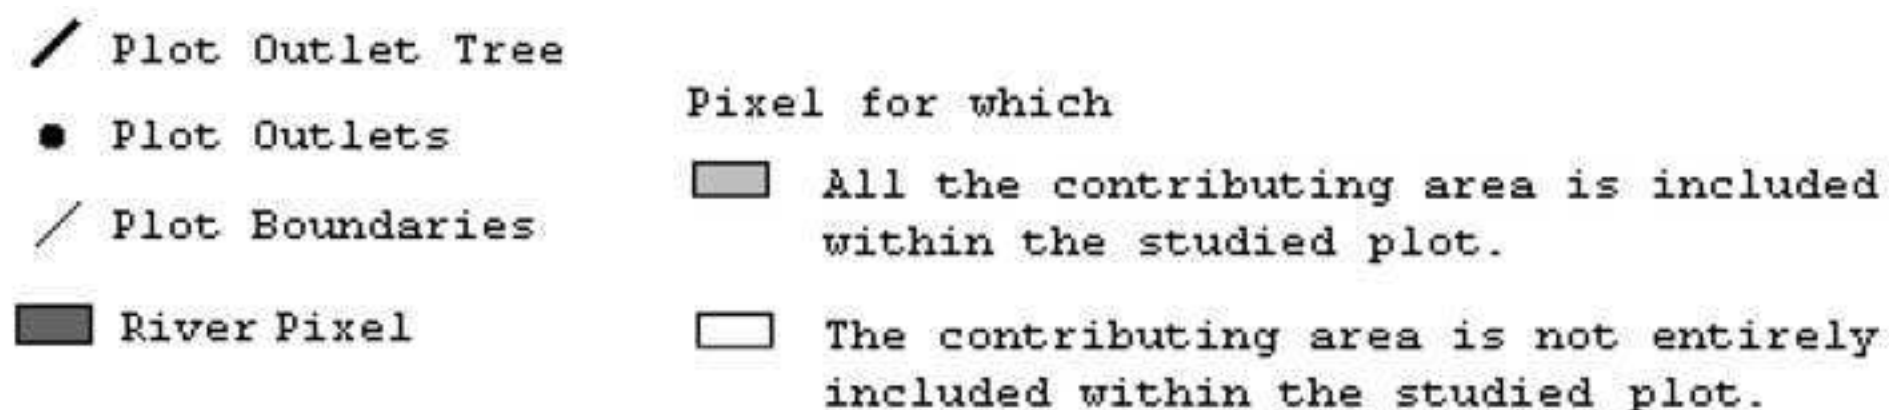 Plot Outlet Tree
Plot Outlets
Plot Boundaries
River Pixel
Pixel for which
All the contributing area is included
within the studied plot.
The contributing area is not entirely
included within the studied plot.